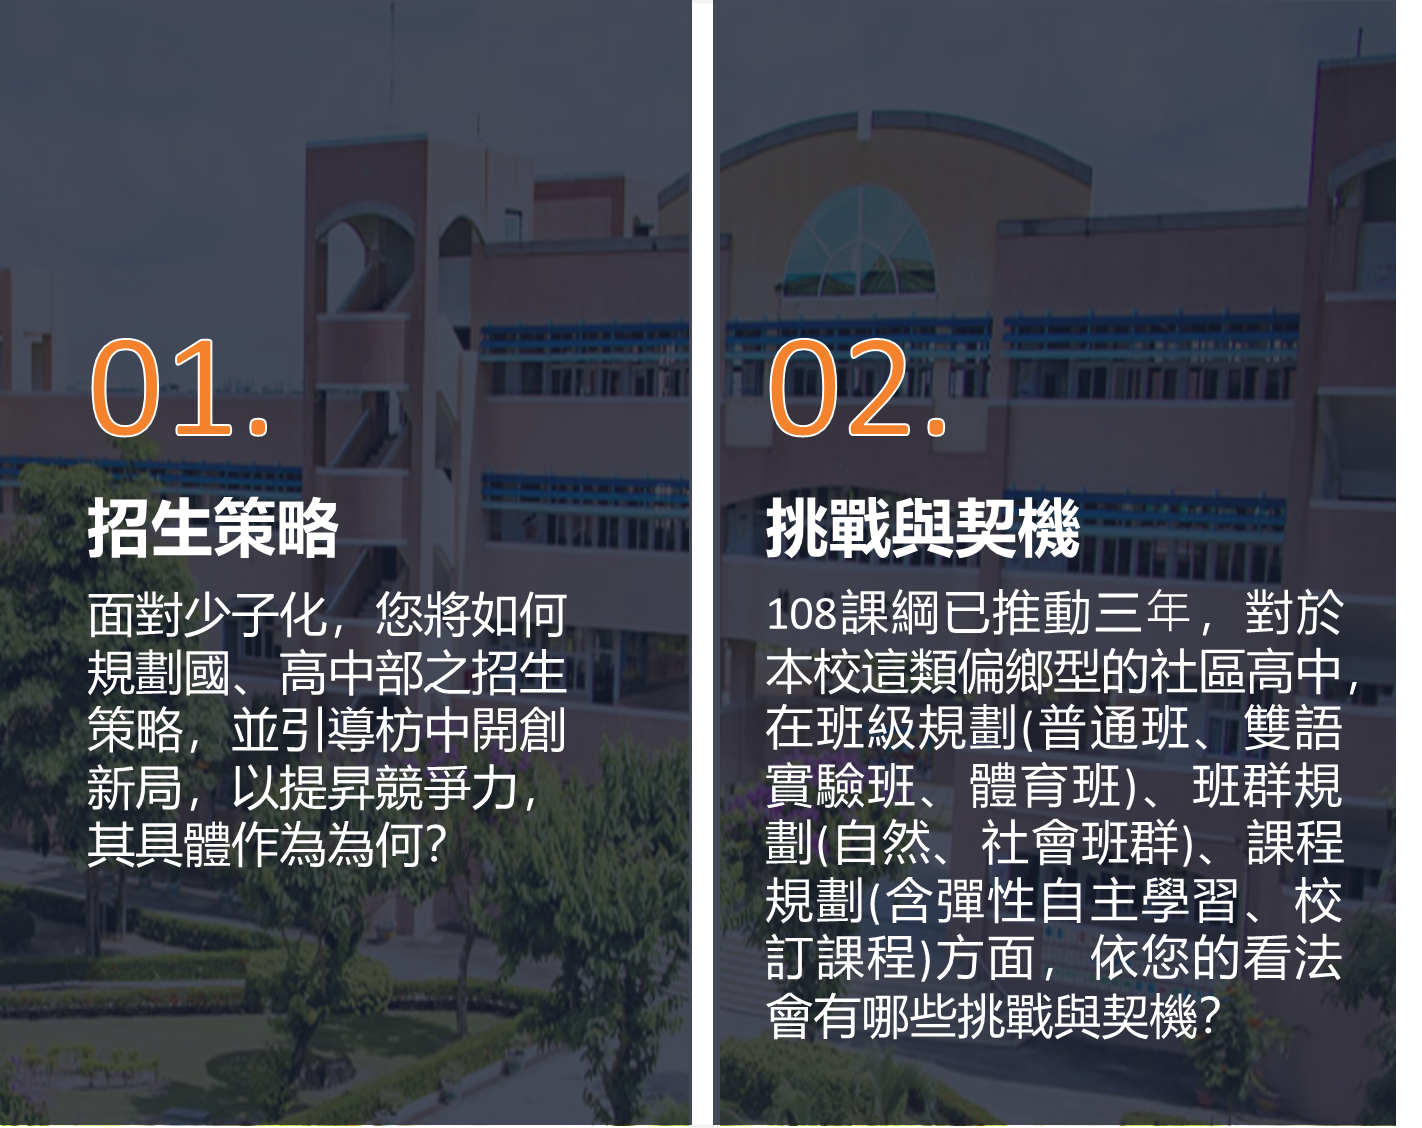 01.
招生策略
面對少子化，您將如何
規劃國、高中部之招生
策略，並引導枋中開創
新局，以提昇競爭力，
其具體作為為何？
02.
挑戰與契機
108課綱已推動三年，對於
本校這類偏鄉型的社區高中，
在班級規劃(普通班、雙語
實驗班、體育班)、班群規
劃(自然、社會班群)、課程
規劃(含彈性自主學習、校
訂課程)方面，依您的看法
會有哪些挑戰與契機？